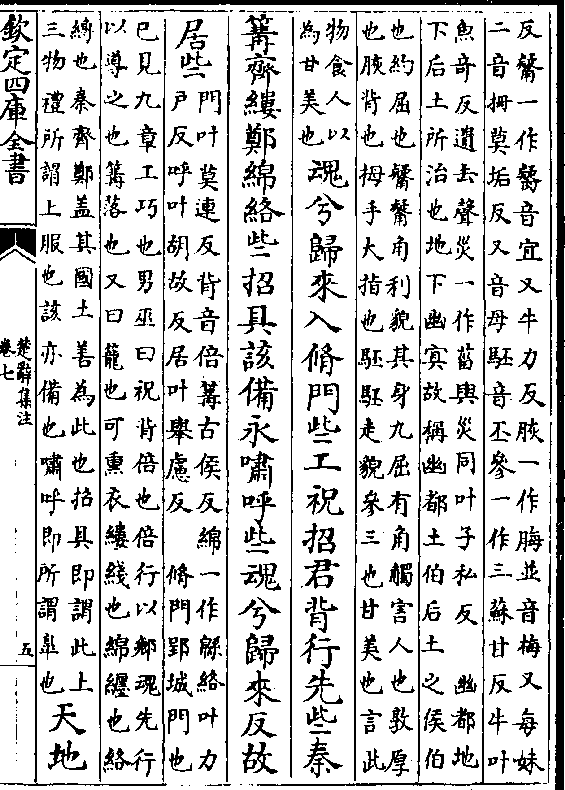 反觺一作𧥺音宜又牛力反脄一作脢並音梅又每妹
二音拇莫垢反又音母駓音丕參一作三蘇甘反牛叶
魚奇反遺去聲災一作菑與災同叶子私反　幽都地
下后土所治也地下幽冥故稱幽都土伯后土之侯伯
也約屈也觺觺角利貌其身九屈有角觸害人也敦厚
也脄背也拇手大指也駓駓走貌參三也甘美也言此
物食人以
為甘美也
魂兮歸來入脩門些工祝招君背行先些秦
篝齊縷鄭綿絡些招具該備永嘯呼些魂兮歸來反故
居些
門叶莫連反背音倍篝古侯反綿一作緜絡叶力
戶反呼叶胡故反居叶舉慮反　脩門郢城門也
已見九章工巧也男巫曰祝背倍也倍行以鄉魂先行
以導之也篝落也又曰籠也可熏衣縷綫也綿纏也絡
縛也秦齊鄭盖其國土善為此也招具即謂此上
三物禮所謂上服也該亦備也嘯呼即所謂臯也
天地
欽定四庫全書
楚辭集注
卷七
五